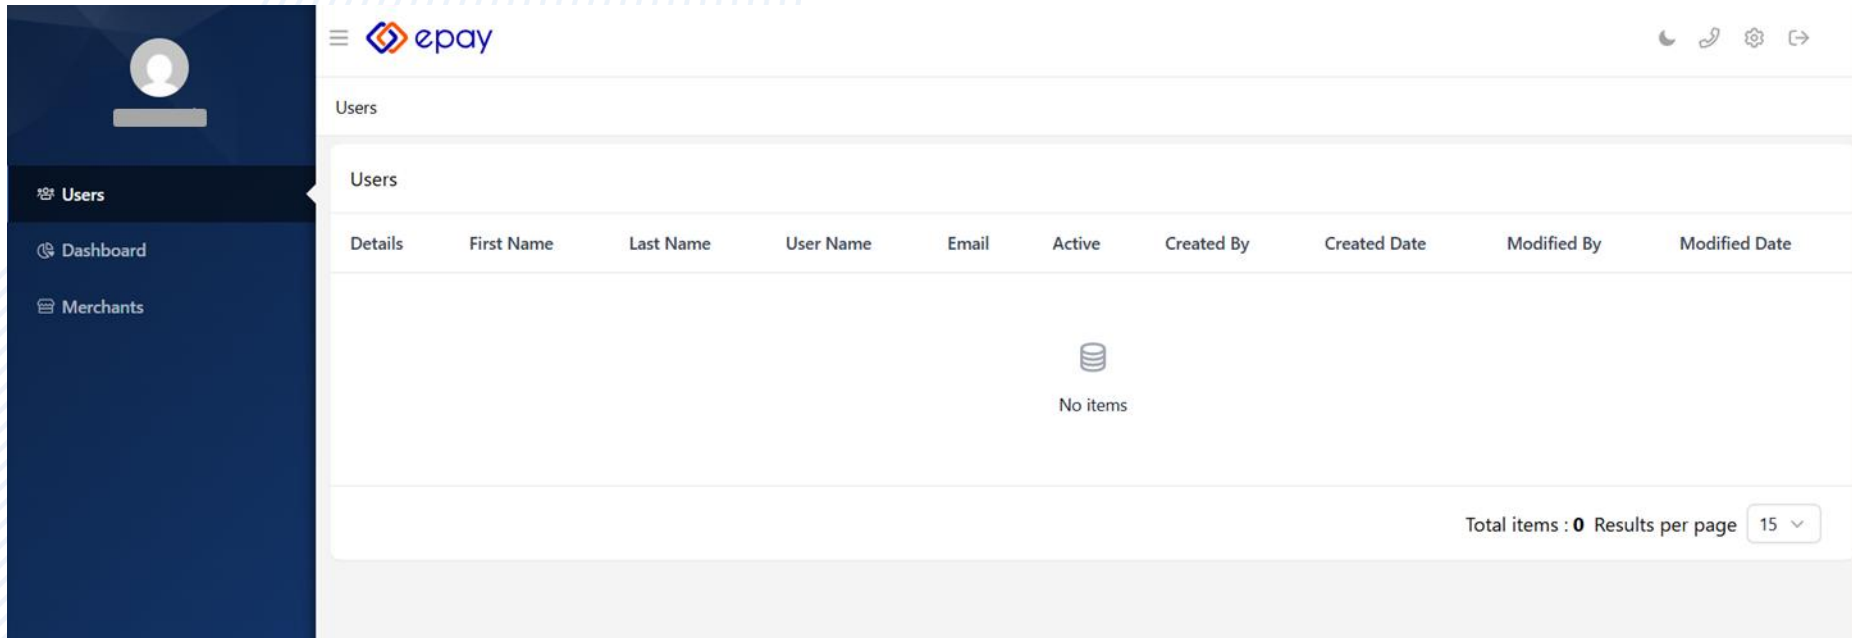 epay
Users
Users
Dashboard
Merchants
Users
Details First Name Last Name User Name Email Active Created By Created Date Modified By Modified Date
No items
Total items : 0 Results per page 15